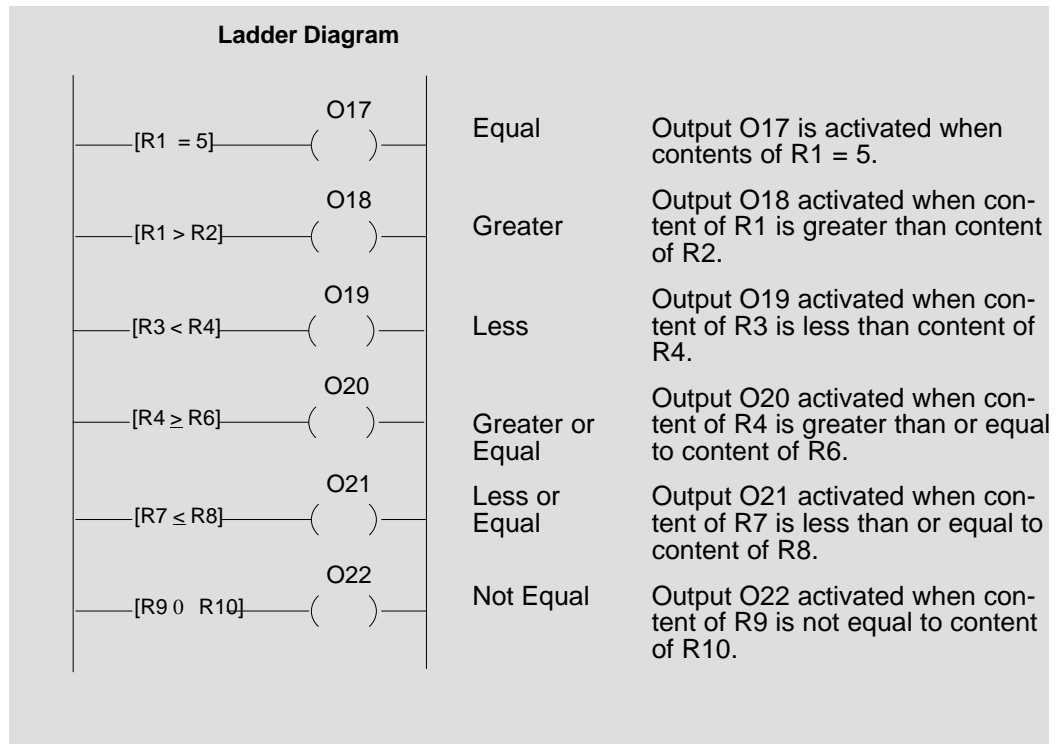 Ladder Diagram
O17
[R1 = 5]
Equal
Output O17 is activated when
contents of R1 = 5.
O18
[R1 > R2]
Greater
Output O18 activated when con-
tent of R1 is greater than content
of R2.
O19
[R3 < R4]
Less
Output O19 activated when con-
tent of R3 is less than content of
R4.
O20
[R4 ≥ R6]
Greater or
Equal
Output O20 activated when con-
tent of R4 is greater than or equal
to content of R6.
O21
[R7 ≤ R8]
Less or
Equal
Output O21 activated when con-
tent of R7 is less than or equal to
content of R8.
O22
[R9 0 R10]
Not Equal
Output O22 activated when con-
tent of R9 is not equal to content
of R10.